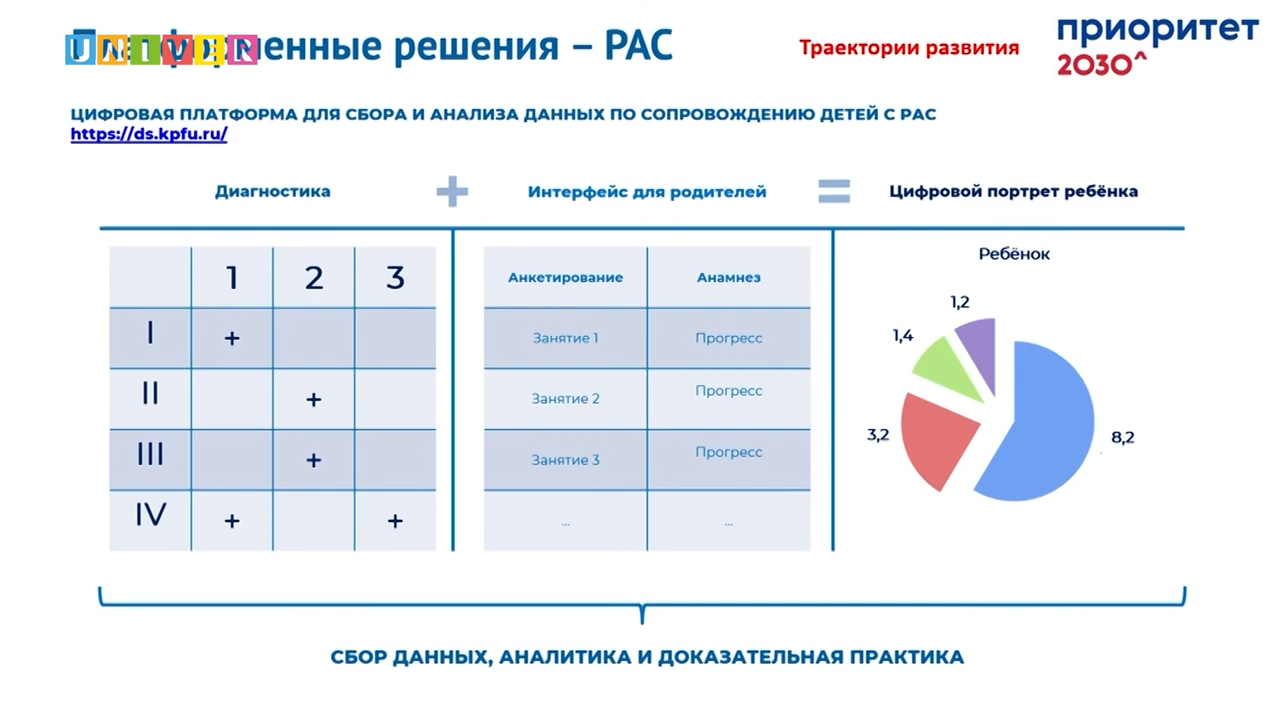 Платформенные решения – РАС
UNIVER
Траектории развития
приоритет
2030^
ЦИФРОВАЯ ПЛАТФОРМА ДЛЯ СБОРА И АНАЛИЗА ДАННЫХ ПО СОПРОВОЖДЕНИЮ ДЕТЕЙ С РАС
https://ds.kpfu.ru/
Диагностика + Интерфейс для родителей = Цифровой портрет ребёнка
1 2 3
I +
II +
III +
IV + +
Анкетирование Анамнез
Занятие 1 Прогресс
Занятие 2 Прогресс
Занятие 3 Прогресс
... ...
Ребёнок
1,2
1,4
3,2
8,2
СБОР ДАННЫХ, АНАЛИТИКА И ДОКАЗАТЕЛЬНАЯ ПРАКТИКА